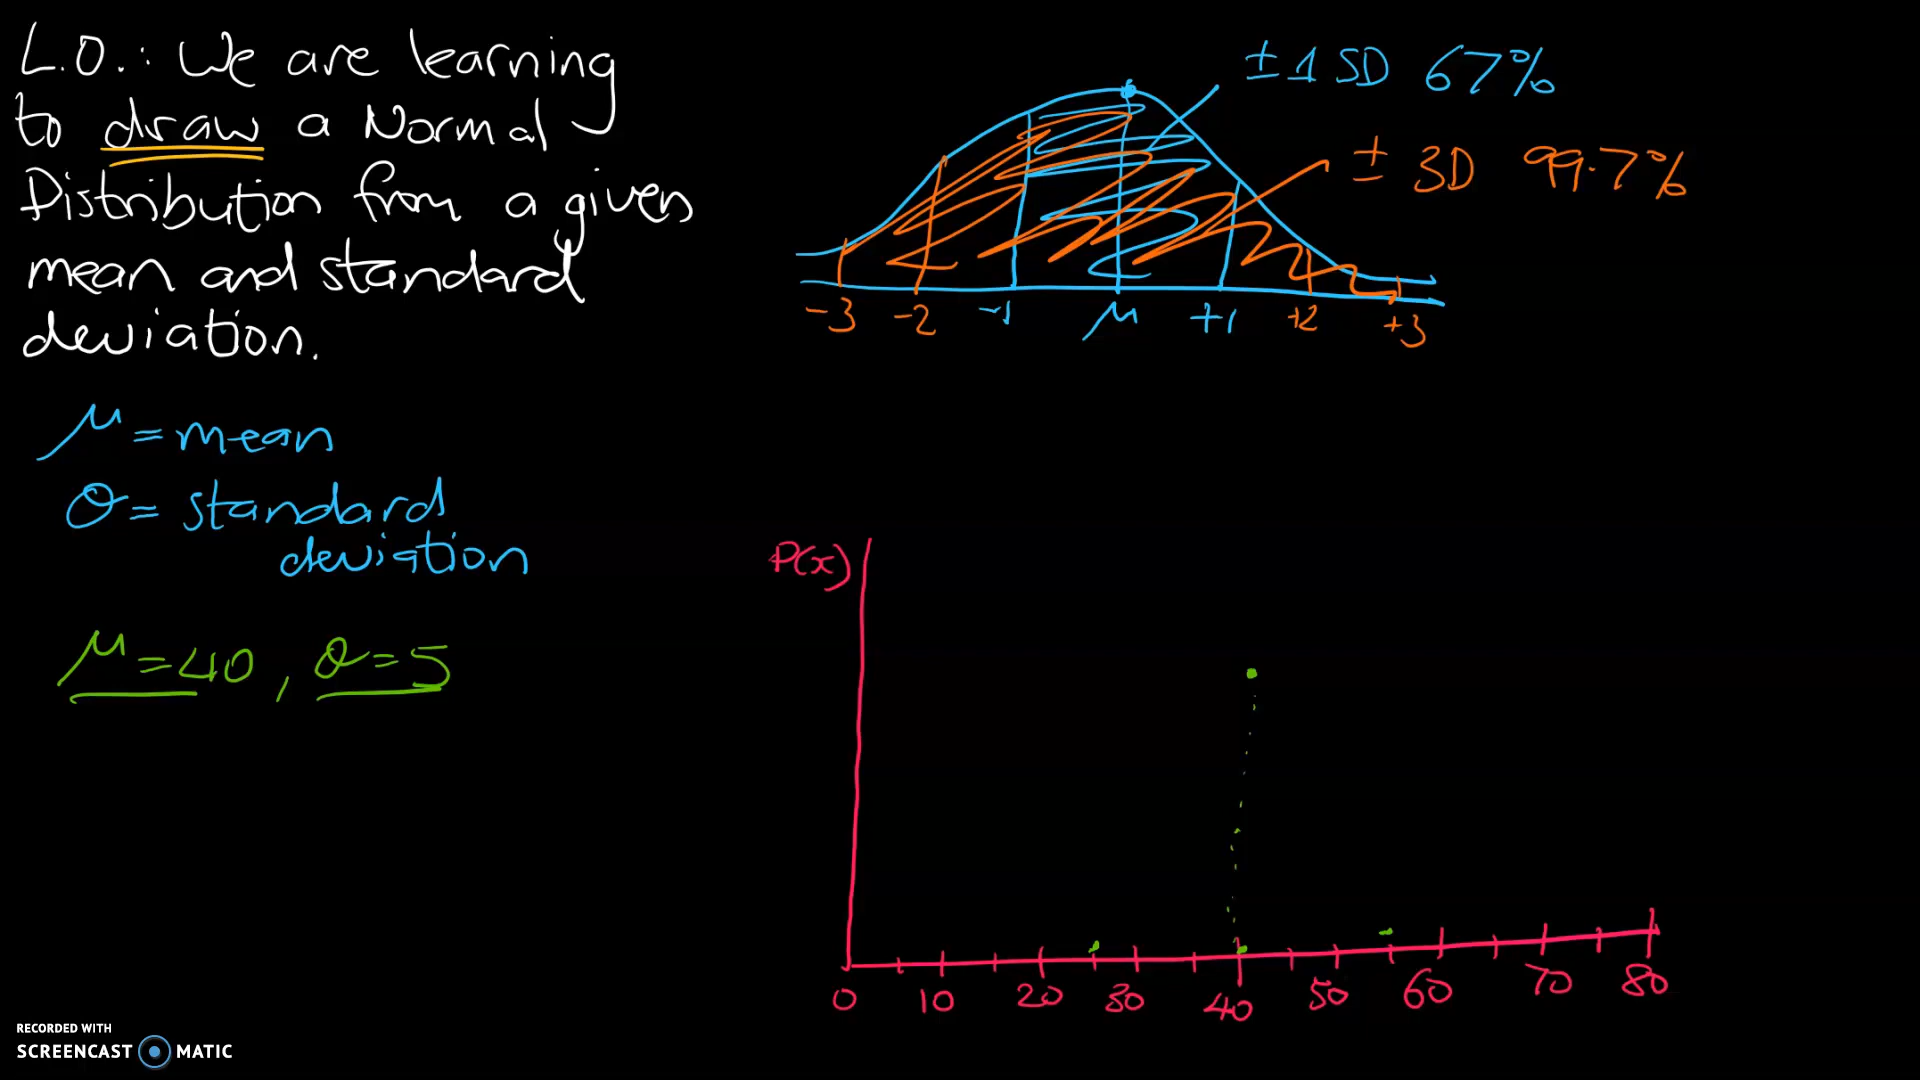 L.O.: We are learning
to draw a Normal
Distribution from a given
mean and standard
deviation.
μ = mean
σ = standard
deviation
μ = 40, σ = 5
± 1 SD 67%
± 3D 99.7%
-3 -2 -1 μ +1 +2 +3
P(x)
0 10 20 30 40 50 60 70 80
RECORDED WITH
SCREENCAST MATIC